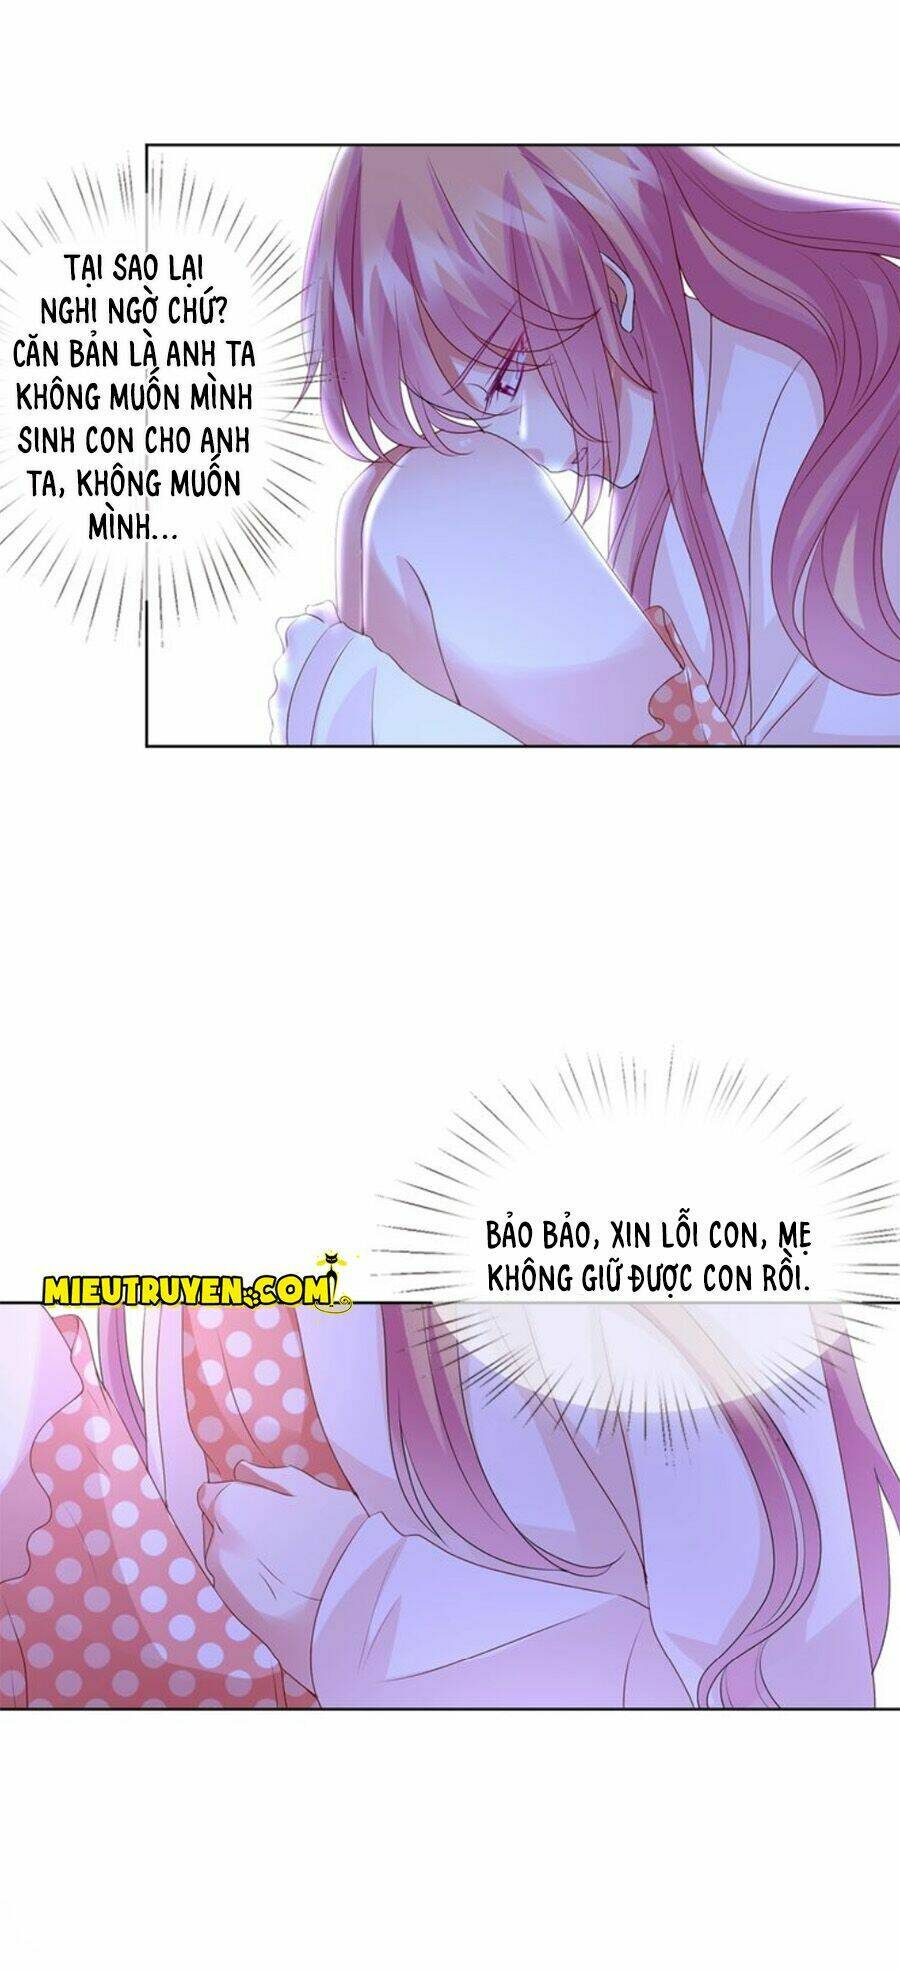 TẠI SAO LẠI
NGHI NGỜ CHỨ?
CĂN BẢN LÀ ANH TA
KHÔNG MUỐN MÌNH
SINH CON CHO ANH
TA, KHÔNG MUỐN
MÌNH...
BẢO BẢO, XIN LỖI CON, MẸ
KHÔNG GIỮ ĐƯỢC CON RỒI.
MIEUTRUYEN.COM